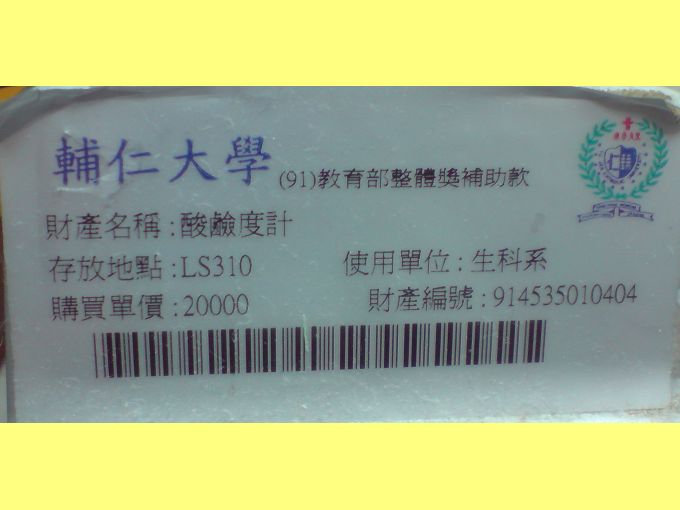 輔仁大學 (91)教育部整體獎補助款
財產名稱:酸鹼度計
存放地點:LS310 使用單位:生科系
購買單價:20000 財產編號:914535010404